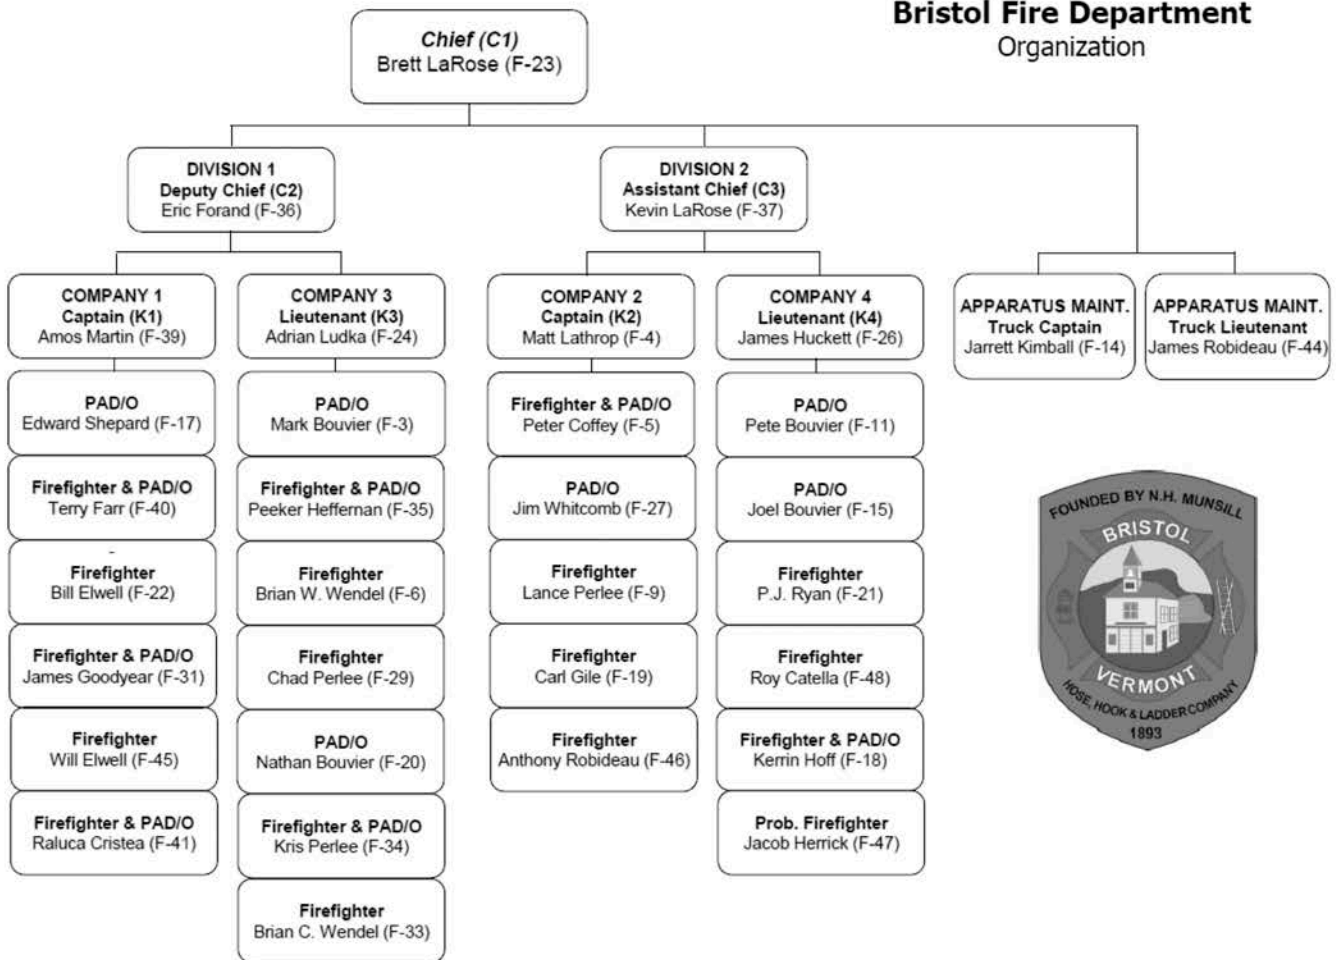 Bristol Fire Department
Organization
Chief (C1)
Brett LaRose (F-23)
DIVISION 1
Deputy Chief (C2)
Eric Forand (F-36)
DIVISION 2
Assistant Chief (C3)
Kevin LaRose (F-37)
COMPANY 1
Captain (K1)
Amos Martin (F-39)
COMPANY 3
Lieutenant (K3)
Adrian Ludka (F-24)
COMPANY 2
Captain (K2)
Matt Lathrop (F-4)
COMPANY 4
Lieutenant (K4)
James Huckett (F-26)
APPARATUS MAINT.
Truck Captain
Jarrett Kimball (F-14)
APPARATUS MAINT.
Truck Lieutenant
James Robideau (F-44)
PAD/O
Edward Shepard (F-17)
Firefighter & PAD/O
Terry Farr (F-40)
-
Firefighter
Bill Elwell (F-22)
Firefighter & PAD/O
James Goodyear (F-31)
Firefighter
Will Elwell (F-45)
Firefighter & PAD/O
Raluca Cristea (F-41)
PAD/O
Mark Bouvier (F-3)
Firefighter & PAD/O
Peeker Heffernan (F-35)
Firefighter
Brian W. Wendel (F-6)
Firefighter
Chad Perlee (F-29)
PAD/O
Nathan Bouvier (F-20)
Firefighter & PAD/O
Kris Perlee (F-34)
Firefighter
Brian C. Wendel (F-33)
Firefighter & PAD/O
Peter Coffey (F-5)
PAD/O
Jim Whitcomb (F-27)
Firefighter
Lance Perlee (F-9)
Firefighter
Carl Gile (F-19)
Firefighter
Anthony Robideau (F-46)
PAD/O
Pete Bouvier (F-11)
PAD/O
Joel Bouvier (F-15)
Firefighter
P.J. Ryan (F-21)
Firefighter
Roy Catella (F-48)
Firefighter & PAD/O
Kerrin Hoff (F-18)
Prob. Firefighter
Jacob Herrick (F-47)
FOUNDED BY N.H. MUNSILL
BRISTOL
VERMONT
HOSE, HOOK & LADDER COMPANY
1893